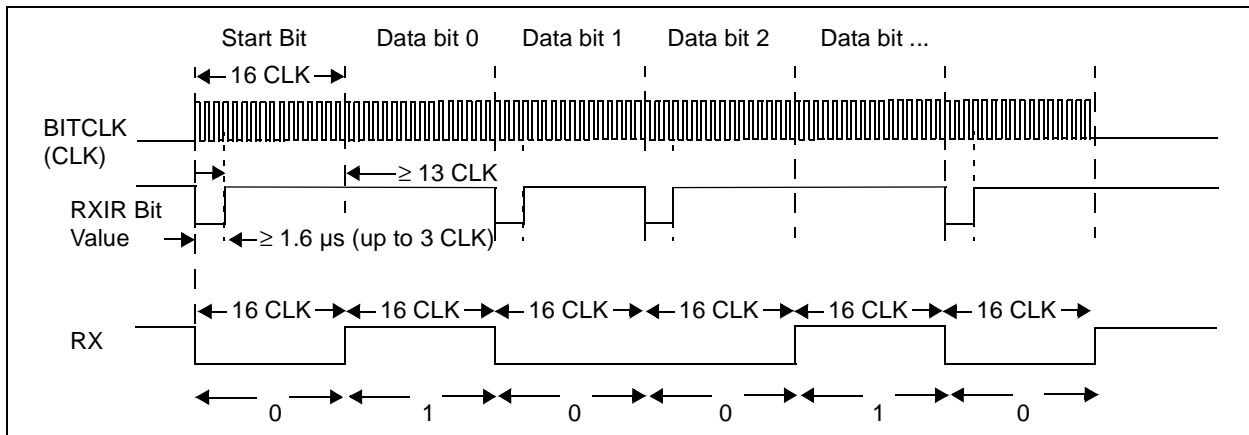 Start Bit Data bit 0 Data bit 1 Data bit 2 Data bit ...
16 CLK
BITCLK
(CLK)
≥ 13 CLK
RXIR Bit
Value
≥ 1.6 µs (up to 3 CLK)
16 CLK 16 CLK 16 CLK 16 CLK 16 CLK 16 CLK
RX
0 1 0 0 1 0